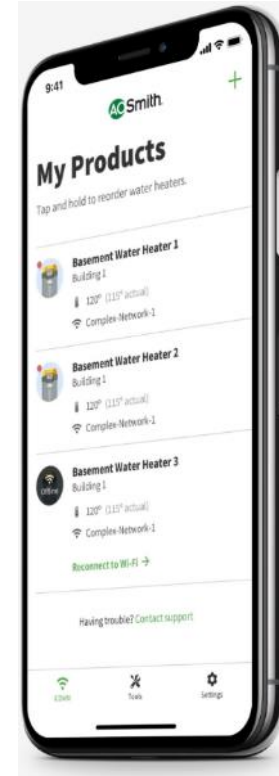 9:41
AO Smith
+
My Products
Tap and hold to reorder water heaters.
Basement Water Heater 1
Building 1
120° (115° actual)
Complex-Network-1
Basement Water Heater 2
Building 1
120° (115° actual)
Complex-Network-1
Basement Water Heater 3
Building 1
Offline
120° (115° actual)
Complex-Network-1
Reconnect to Wi-Fi →
Having trouble? Contact support
Tools
Settings